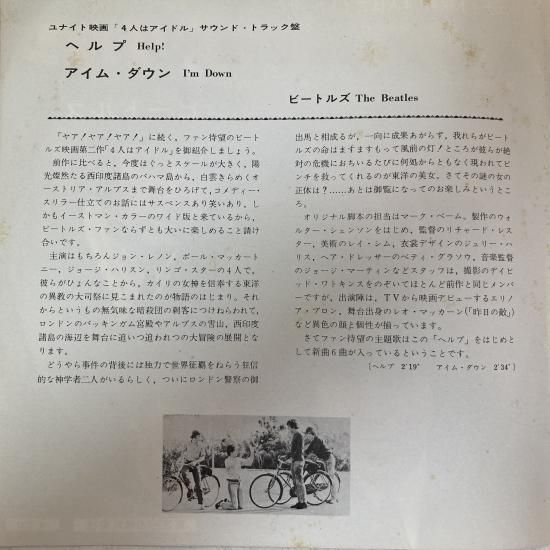 ユナイト映画「4人はアイドル」サウンド・トラック盤
ヘルプ Help!
アイム・ダウン I'm Down
ビートルズ The Beatles
「ヤア!ヤア!ヤア!」に続く、ファン待望のビート
ルズ映画第二作「4人はアイドル」を御紹介しましょう。
前作に比べると、今度はぐっとスケールが大きく、陽
光燦然たる西印度諸島のバハマ島から、白雲きらめくオ
ーストリア・アルプスまで舞台をひろげて、コメディー・
スリラー仕立てのお話にはサスペンスあり笑いあり、し
かもイーストマン・カラーのワイド版と来ているから、
ビートルズ・ファンならずとも大いに楽しめること請け
合いです。
主演はもちろんジョン・レノン、ポール・マッカート
ニー、ジョージ・ハリスン、リンゴ・スターの4人で、
彼らがひょんなことから、カイリの女神を信奉する東洋
の異教の大司祭に見こまれたのが物語のはじまり。それ
からというもの無気味な暗殺団の刺客につけねらわれて、
ロンドンのバッキンガム宮殿やアルプスの雪山、西印度
諸島の海辺を舞台に追いつ追われつの大冒険の展開とな
ります。
どうやら事件の背後には独力で世界征覇をねらう狂信
的な神学者二人がいるらしく、ついにロンドン警察の御
出馬と相成るが、一向に成果あがらず、我れらがビート
ルズの命はますますもって風前の灯!ところが彼らが絶
対の危機におちいるたびに何処からともなく現われてピ
ンチを救ってくれるのが東洋の美女。さてその謎の女の
正体は?……あとは御覧になってのお楽しみというとこ
ろ。
オリジナル脚本の担当はマーク・ベーム。製作のウォ
ルター・シェンソンをはじめ、監督のリチャード・レス
ター、美術のレイ・シム、衣裳デザインのジュリー・ハ
リス、ヘア・ドレッサーのベティ・グラソウ、音楽監督
のジョージ・マーティンなどスタッフは、撮影のデイビ
ッド・ワトキンスをのぞいてほとんど前作と同じメンバ
ーですが、出演陣は、TVから映画デビューするエリノ
ア・ブロン、舞台出身のレオ・マッカーン(「昨日の敵」)
など異色の顔と個性が揃っています。
さてファン待望の主題歌はこの「ヘルプ」をはじめと
して新曲6曲が入っているということです。
〔ヘルプ 2'19" アイム・ダウン 2'34"〕